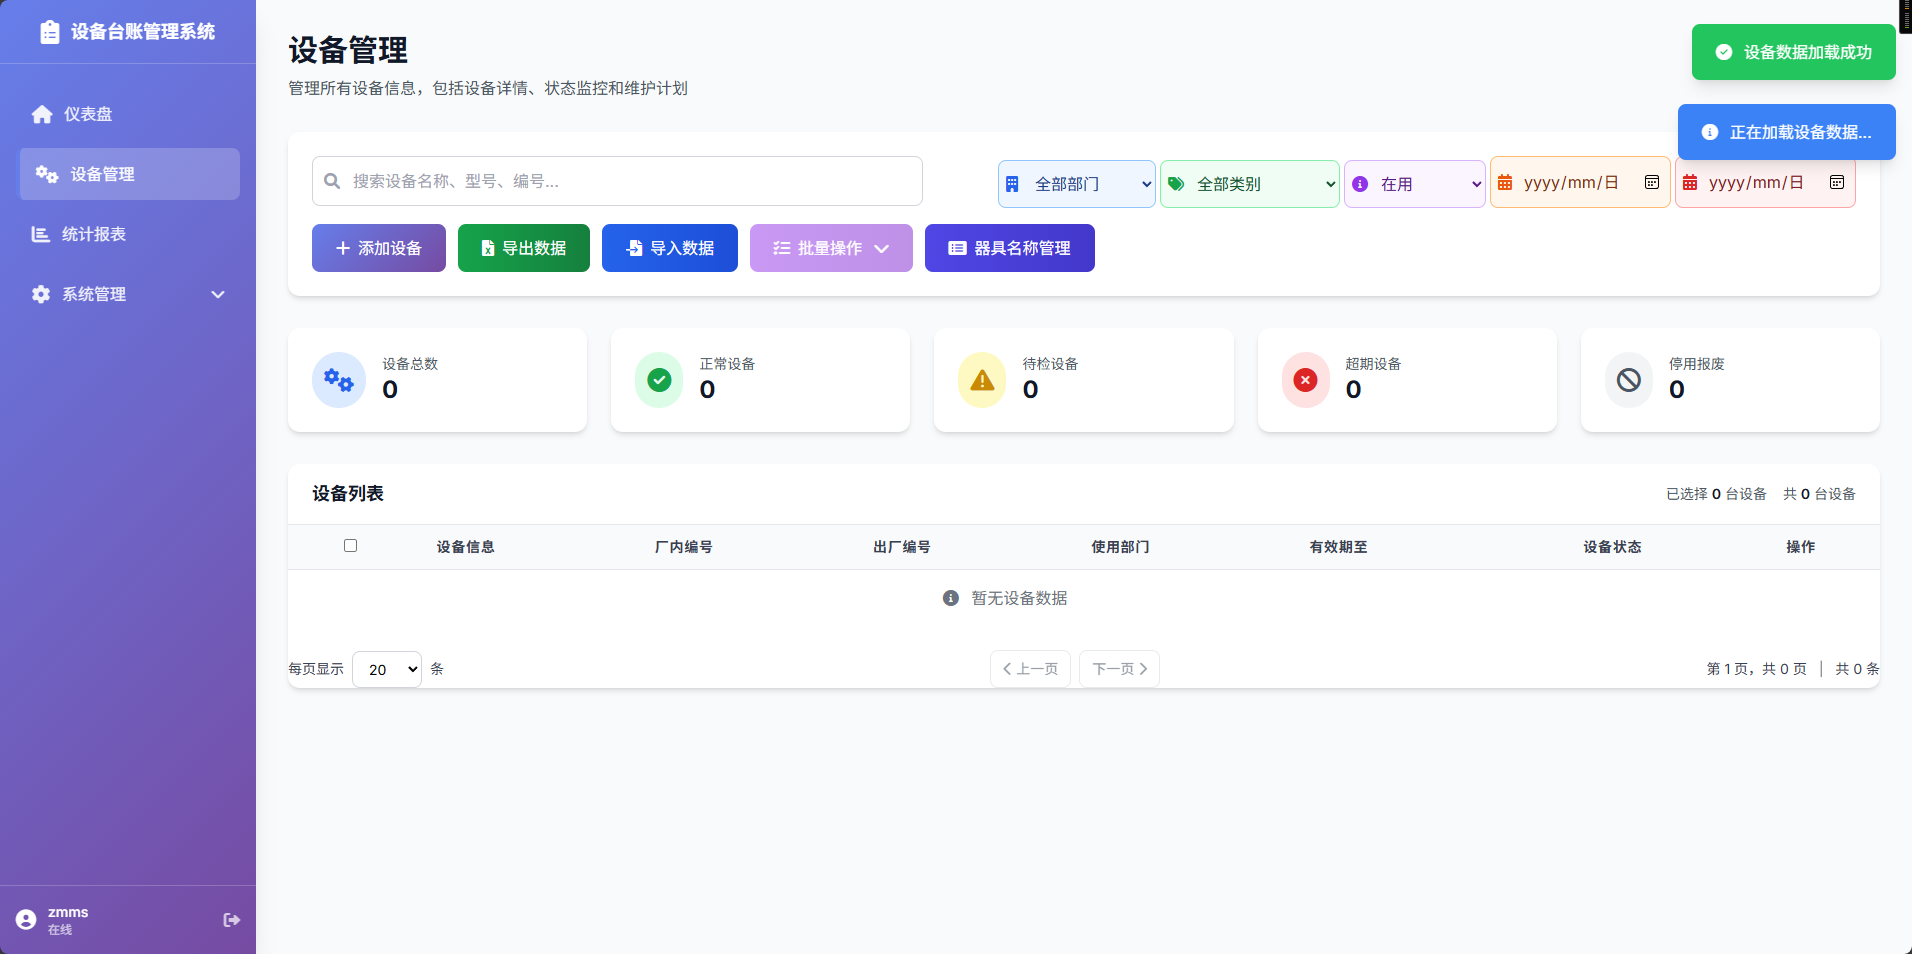 设备台账管理系统
仪表盘
设备管理
统计报表
系统管理
zmms
在线
设备管理
管理所有设备信息，包括设备详情、状态监控和维护计划
设备数据加载成功
正在加载设备数据...
搜索设备名称、型号、编号...
全部部门
全部类别
在用
yyyy/mm/日
yyyy/mm/日
添加设备
导出数据
导入数据
批量操作
器具名称管理
设备总数
0
正常设备
0
待检设备
0
超期设备
0
停用报废
0
设备列表
已选择 0 台设备 共 0 台设备
设备信息 厂内编号 出厂编号 使用部门 有效期至 设备状态 操作
暂无设备数据
每页显示 20 条
上一页
下一页
第 1 页，共 0 页 | 共 0 条